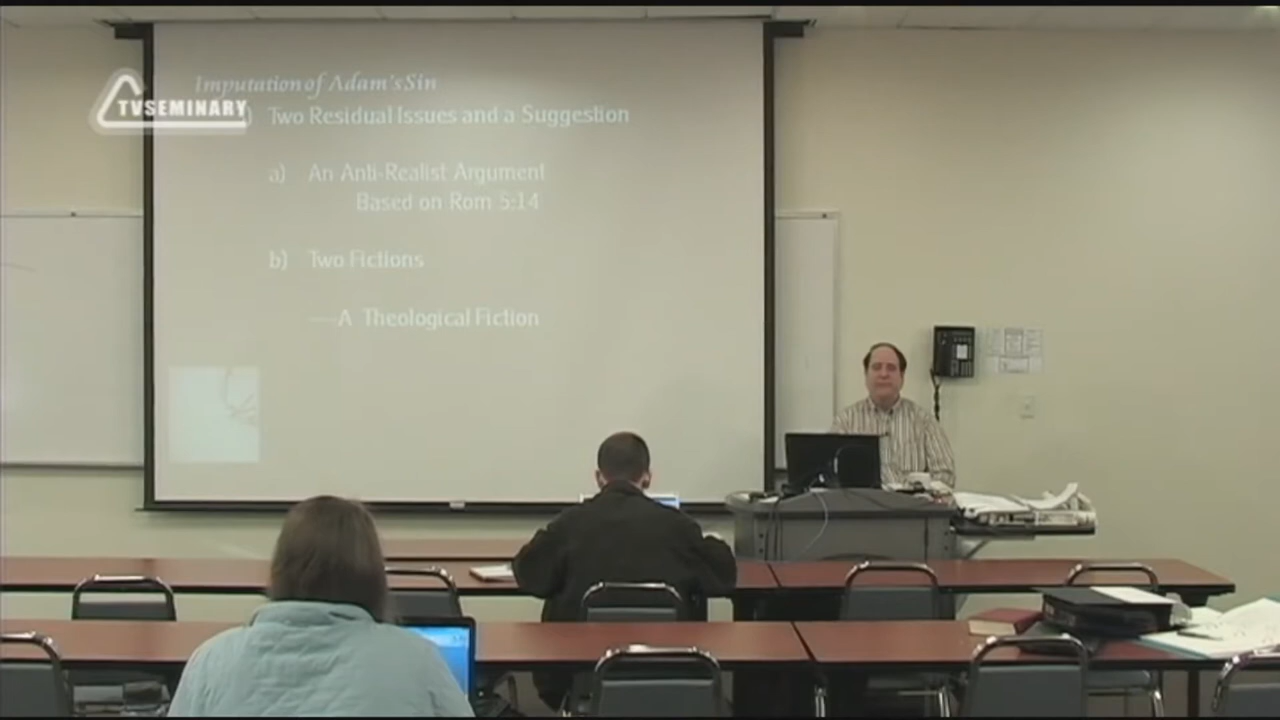 Imputation of Adam's Sin
TVSEMINARY
) Two Residual Issues and a Suggestion
a) An Anti-Realist Argument
Based on Rom 5:14
b) Two Fictions
—A Theological Fiction